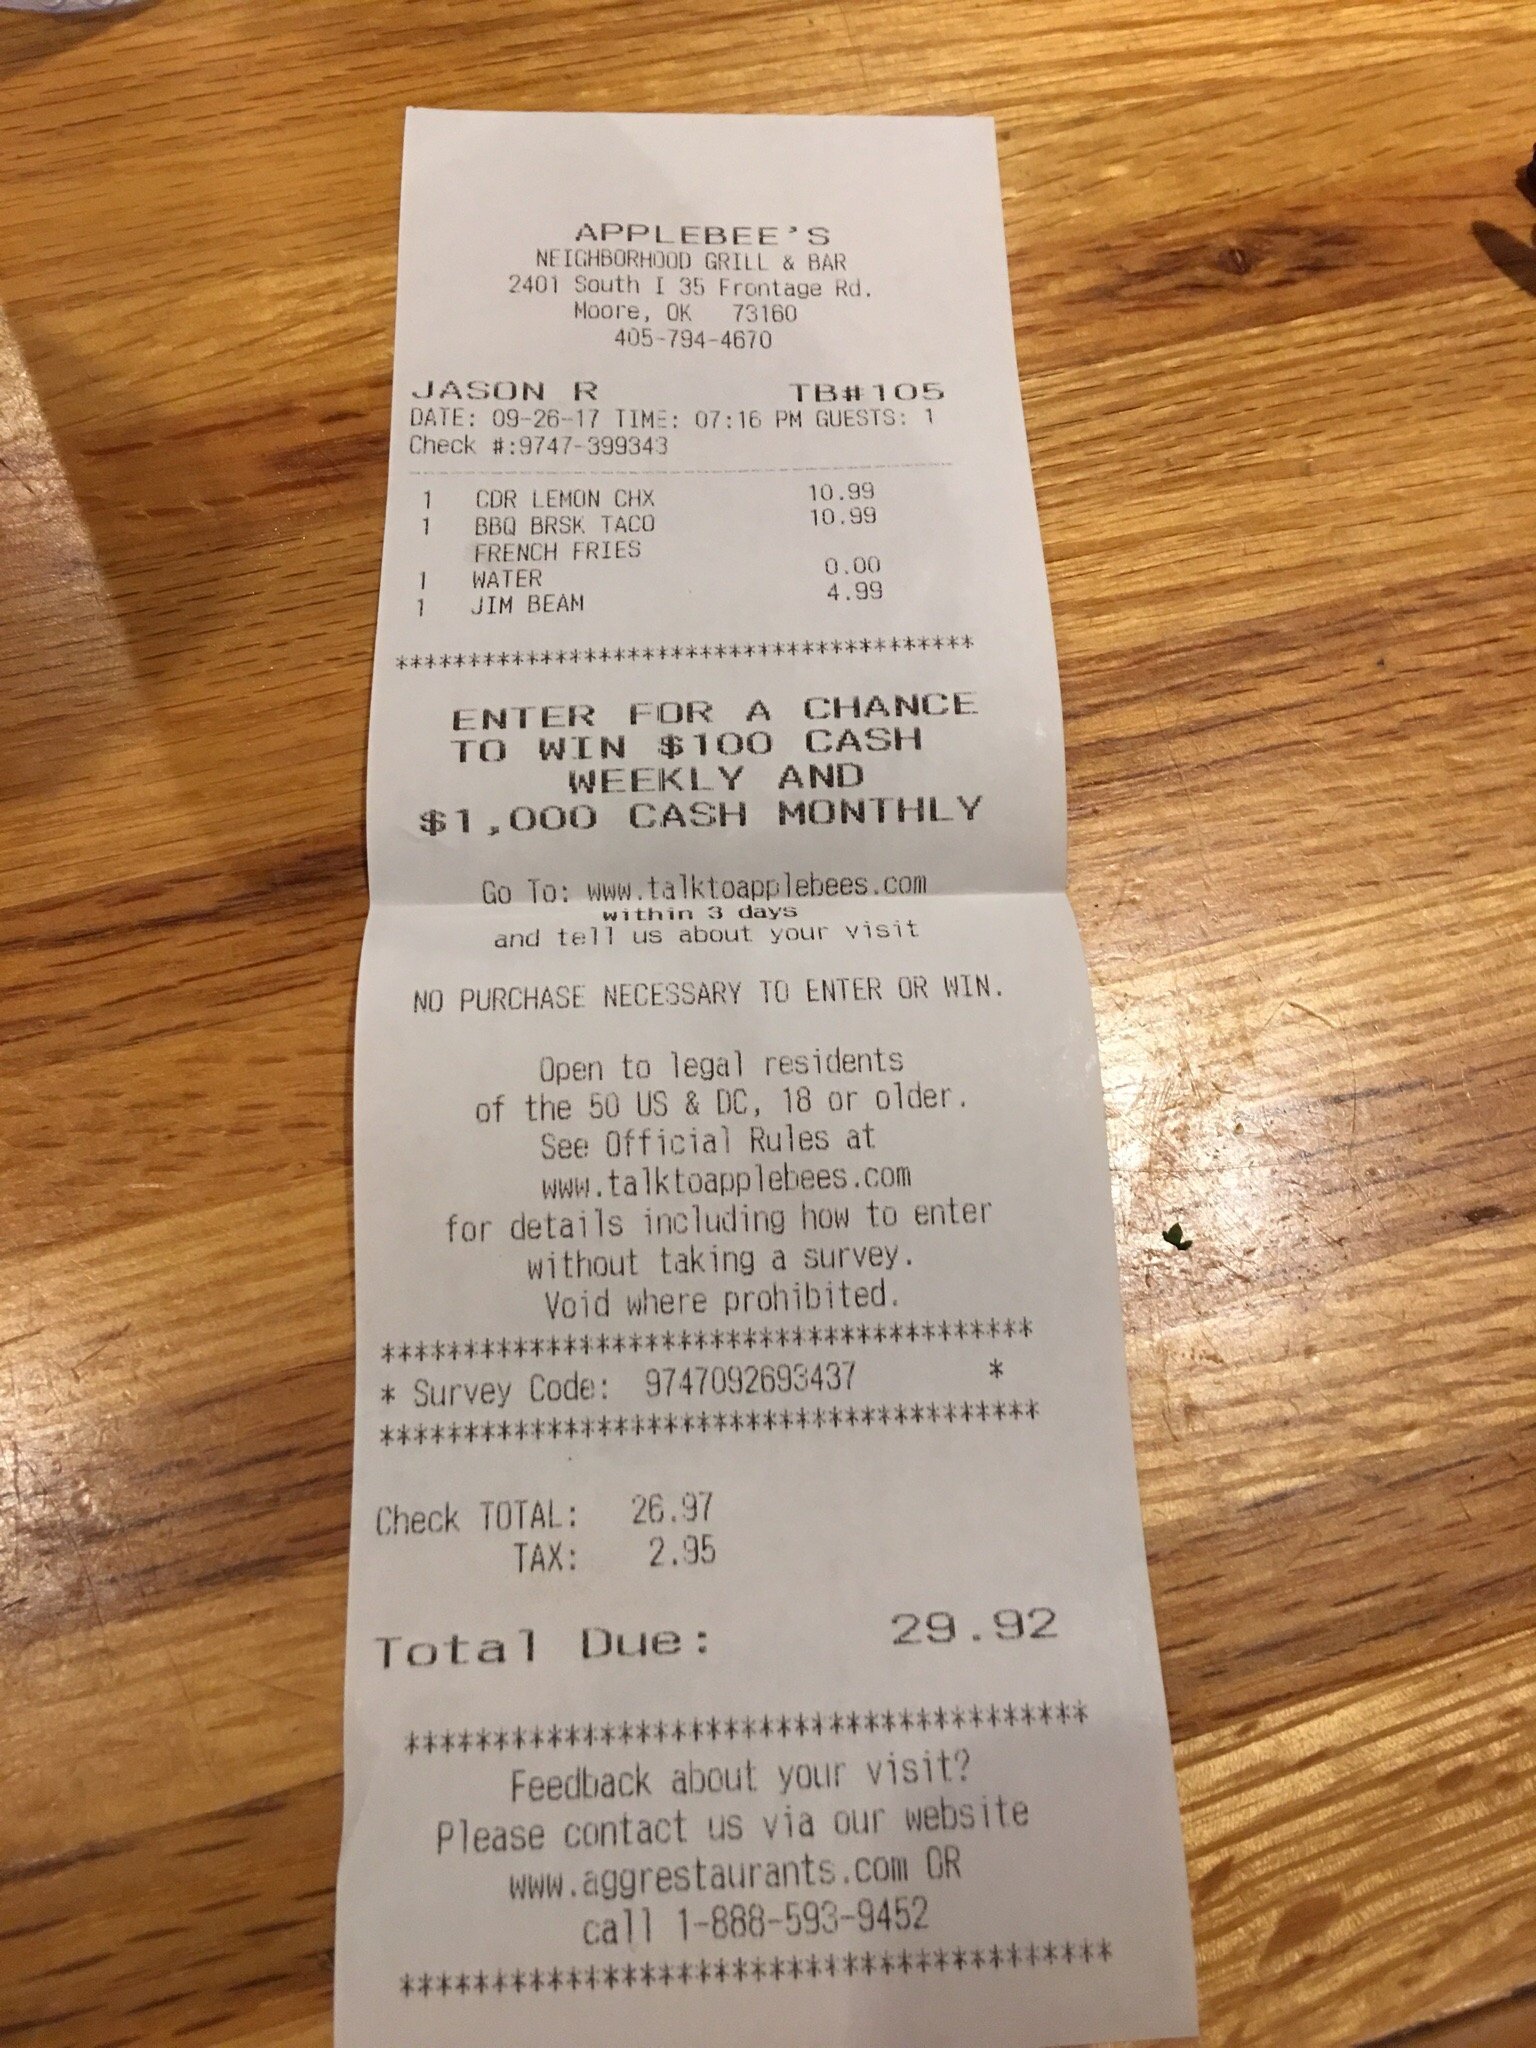 APPLEBEE'S
NEIGHBORHOOD GRILL & BAR
2401 South I 35 Frontage Rd.
Moore, OK 73160
405-794-4670
JASON R TB#105
DATE: 09-26-17 TIME: 07:16 PM GUESTS: 1
Check #:9747-399343
1 CDR LEMON CHX 10.99
1 BBQ BRSK TACO 10.99
FRENCH FRIES
1 WATER 0.00
1 JIM BEAM 4.99
****************************************
ENTER FOR A CHANCE
TO WIN $100 CASH
WEEKLY AND
$1,000 CASH MONTHLY
Go To: www.talktoapplebees.com
within 3 days
and tell us about your visit
NO PURCHASE NECESSARY TO ENTER OR WIN.
Open to legal residents
of the 50 US & DC, 18 or older.
See Official Rules at
www.talktoapplebees.com
for details including how to enter
without taking a survey.
Void where prohibited.
****************************************
* Survey Code: 9747092693437 *
****************************************
Check TOTAL: 26.97
TAX: 2.95
Total Due: 29.92
***************************************
Feedback about your visit?
Please contact us via our website
www.aggrestaurants.com OR
call 1-888-593-9452
***************************************